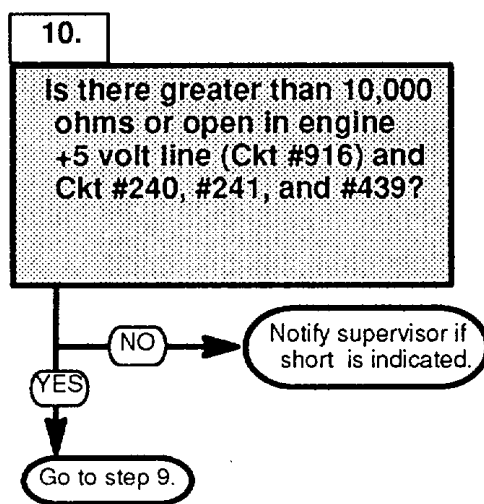 10.
Is there greater than 10,000
ohms or open in engine
+5 volt line (Ckt #916) and
Ckt #240, #241, and #439?
NO
Notify supervisor if
short is indicated.
YES
Go to step 9.